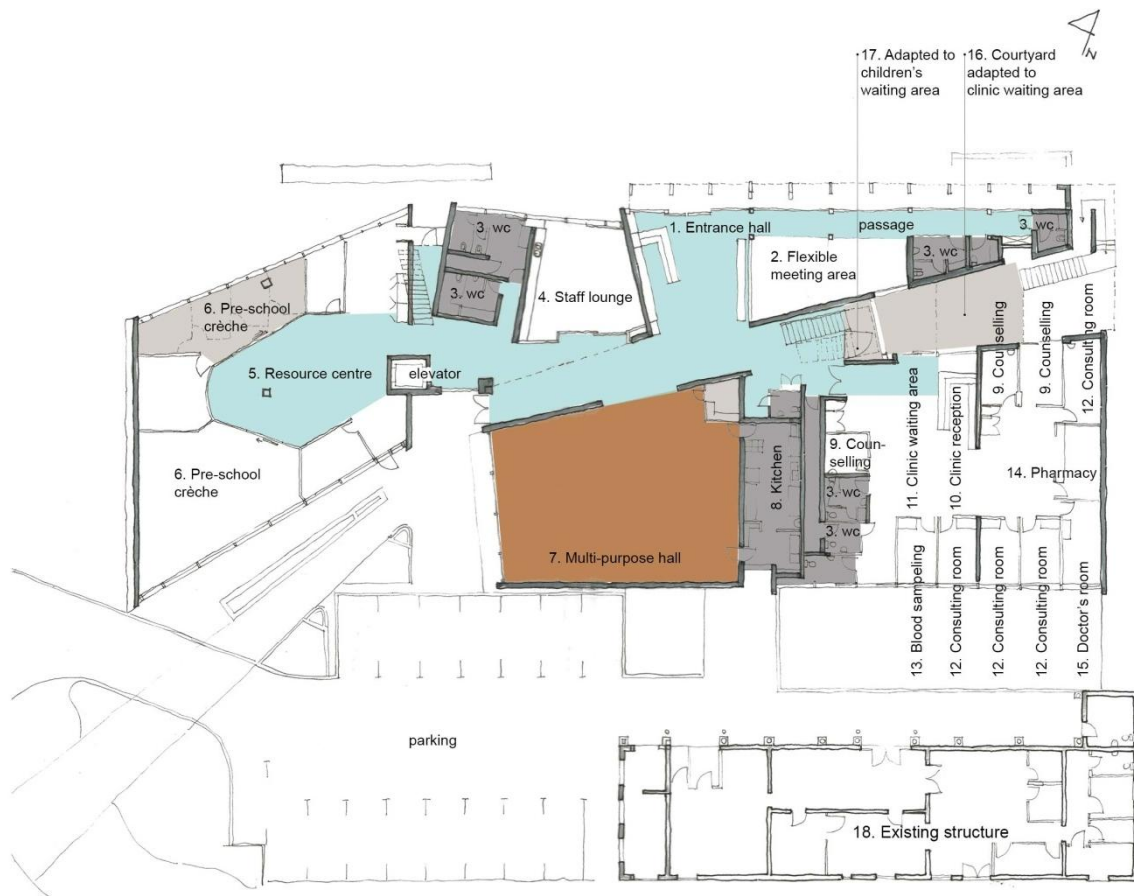 N
17. Adapted to
children's
waiting area
16. Courtyard
adapted to
clinic waiting area
1. Entrance hall
passage
3. wc
3. wc
3. wc
2. Flexible
meeting area
3. wc
4. Staff lounge
6. Pre-school
crèche
5. Resource centre
elevator
9. Counselling
9. Counselling
12. Consulting room
6. Pre-school
crèche
7. Multi-purpose hall
8. Kitchen
9. Coun-
selling
3. wc
3. wc
11. Clinic waiting area
10. Clinic reception
14. Pharmacy
13. Blood sampeling
12. Consulting room
12. Consulting room
12. Consulting room
15. Doctor's room
parking
18. Existing structure